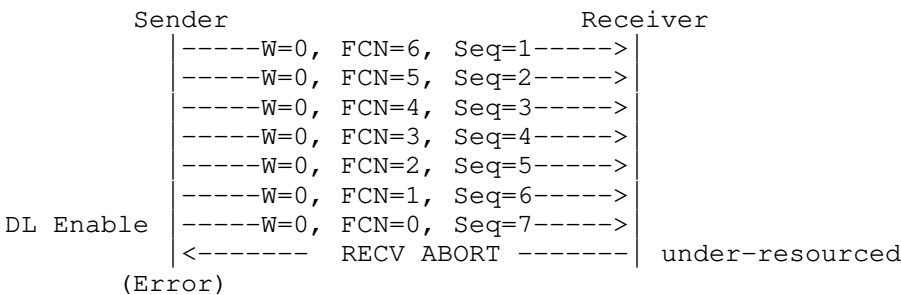 Sender                      Receiver
|-----W=0, FCN=6, Seq=1----->|
|-----W=0, FCN=5, Seq=2----->|
|-----W=0, FCN=4, Seq=3----->|
|-----W=0, FCN=3, Seq=4----->|
|-----W=0, FCN=2, Seq=5----->|
|-----W=0, FCN=1, Seq=6----->|
DL Enable |-----W=0, FCN=0, Seq=7----->|
|<------- RECV ABORT -------| under-resourced
(Error)